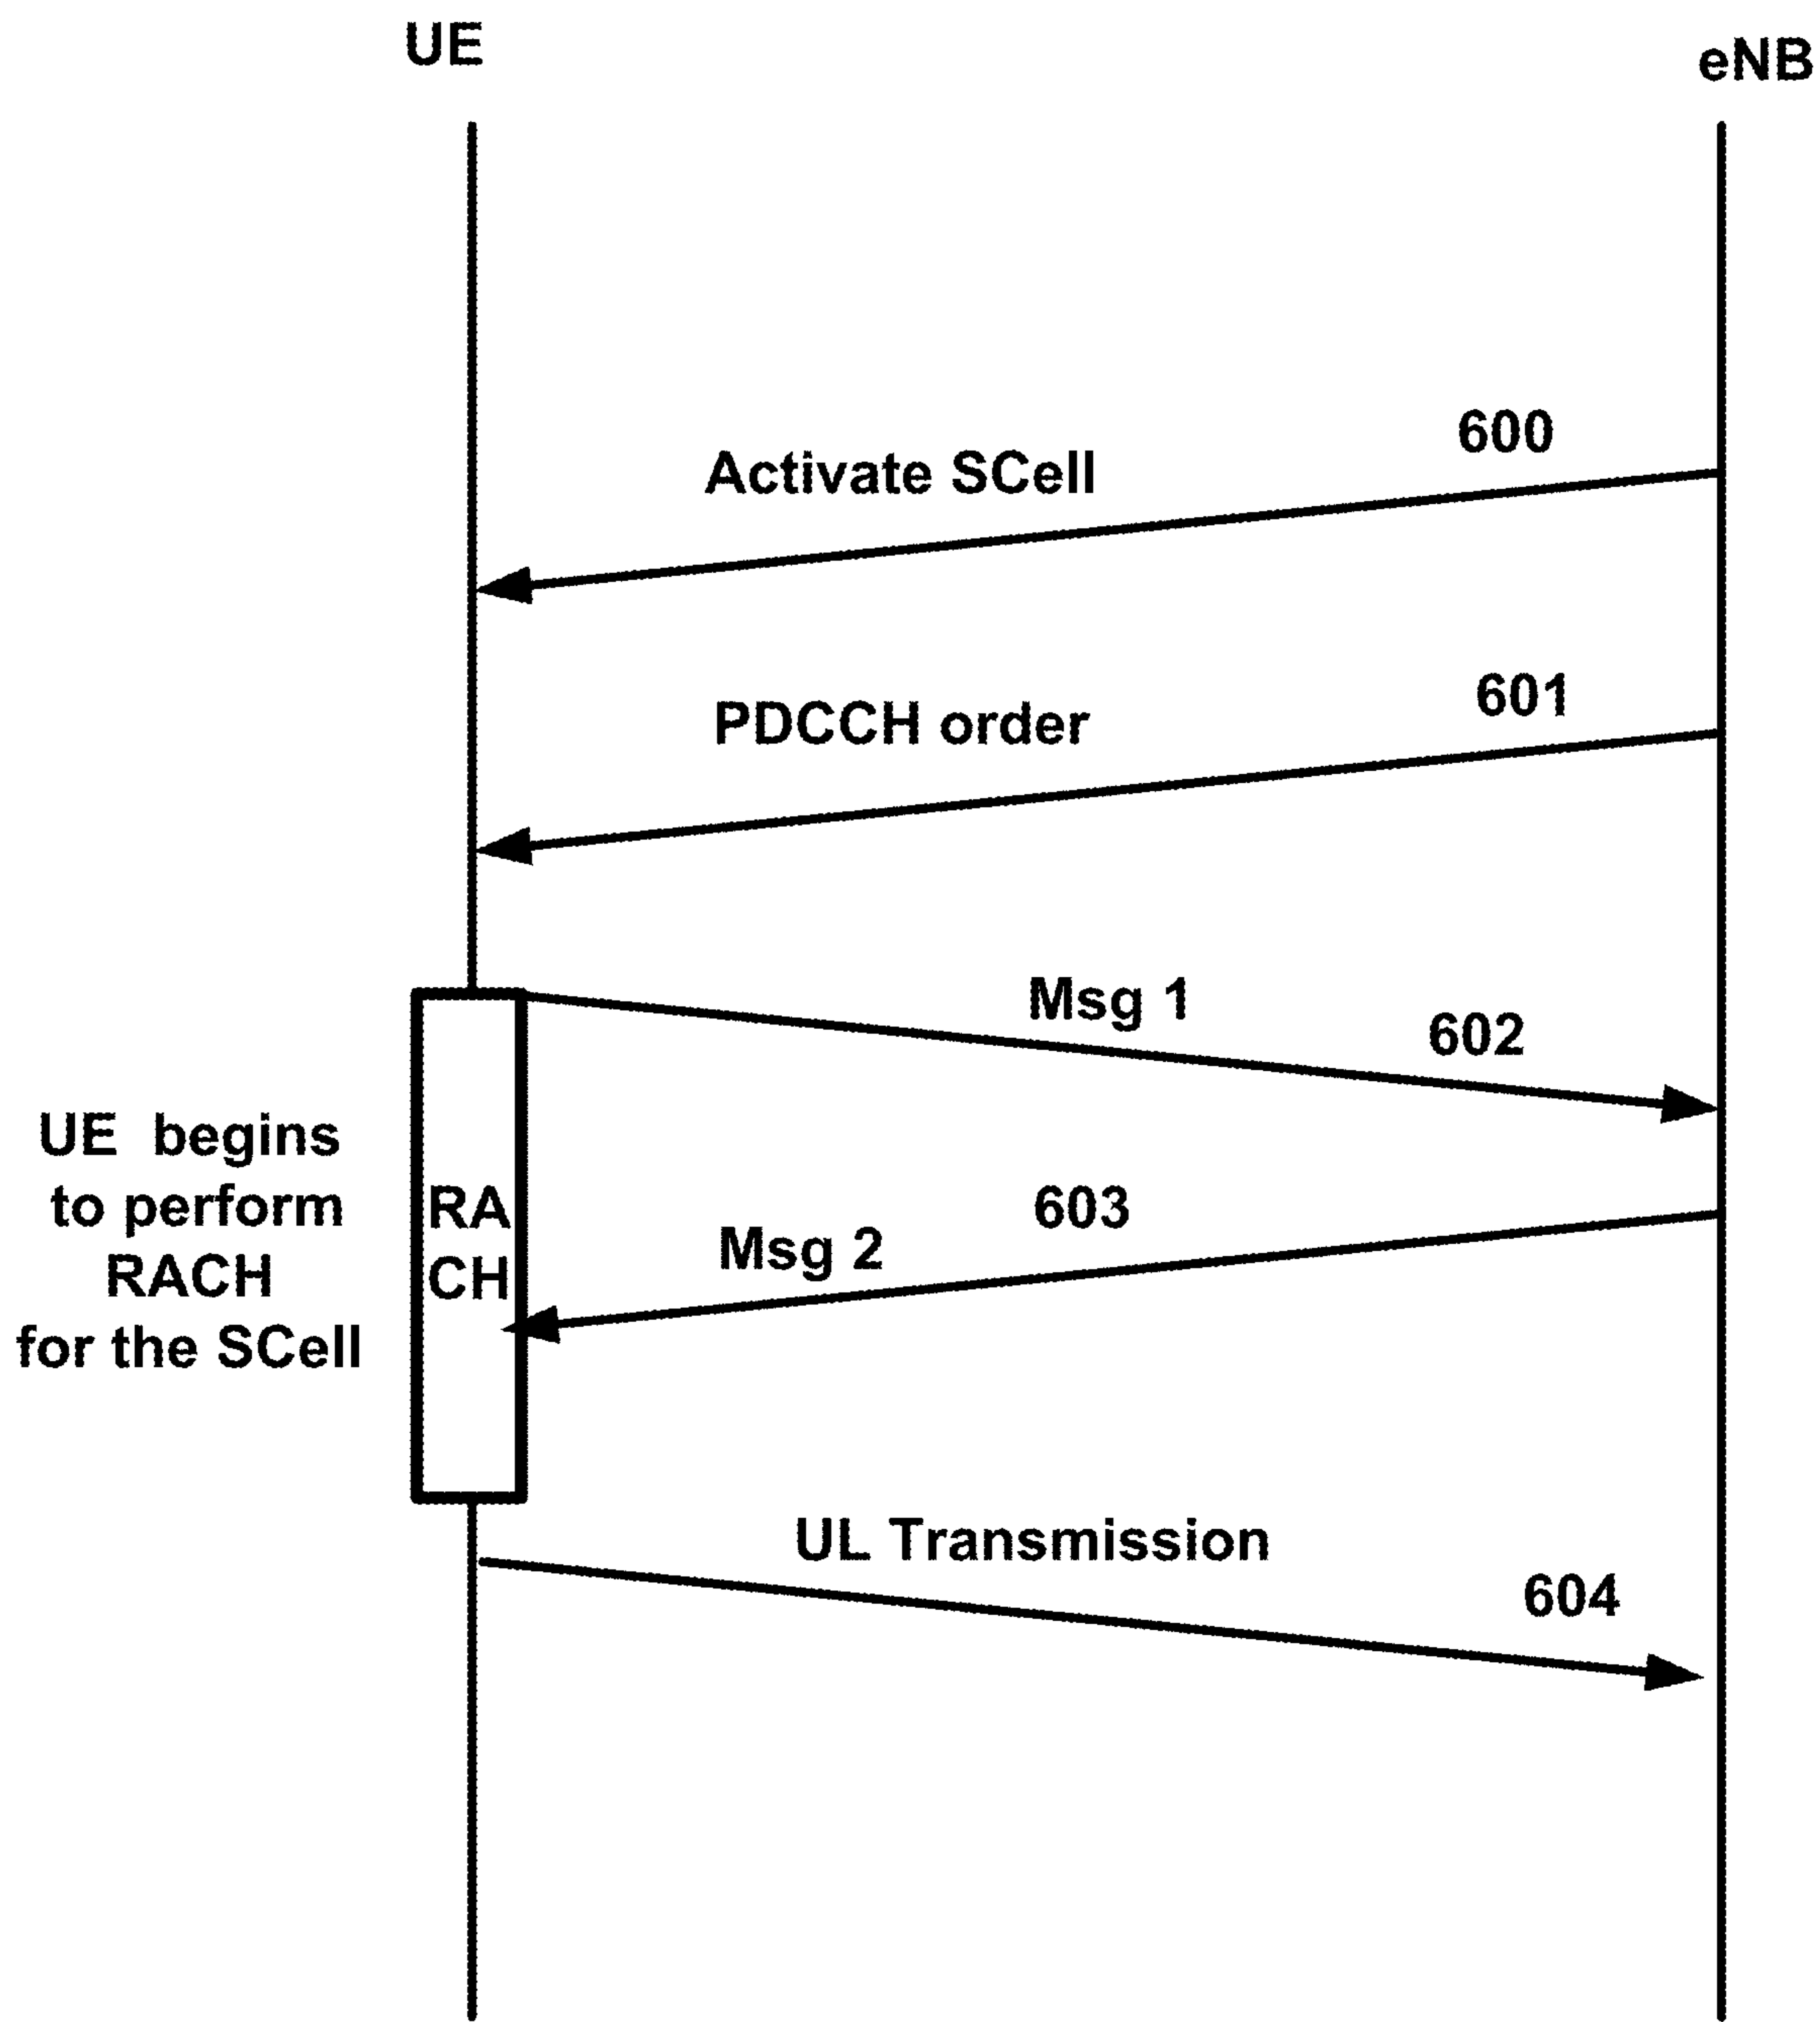 UE
eNB
600
Activate SCell
601
PDCCH order
Msg 1
602
UE begins
to perform
RACH
for the SCell
RA
CH
603
Msg 2
UL Transmission
604